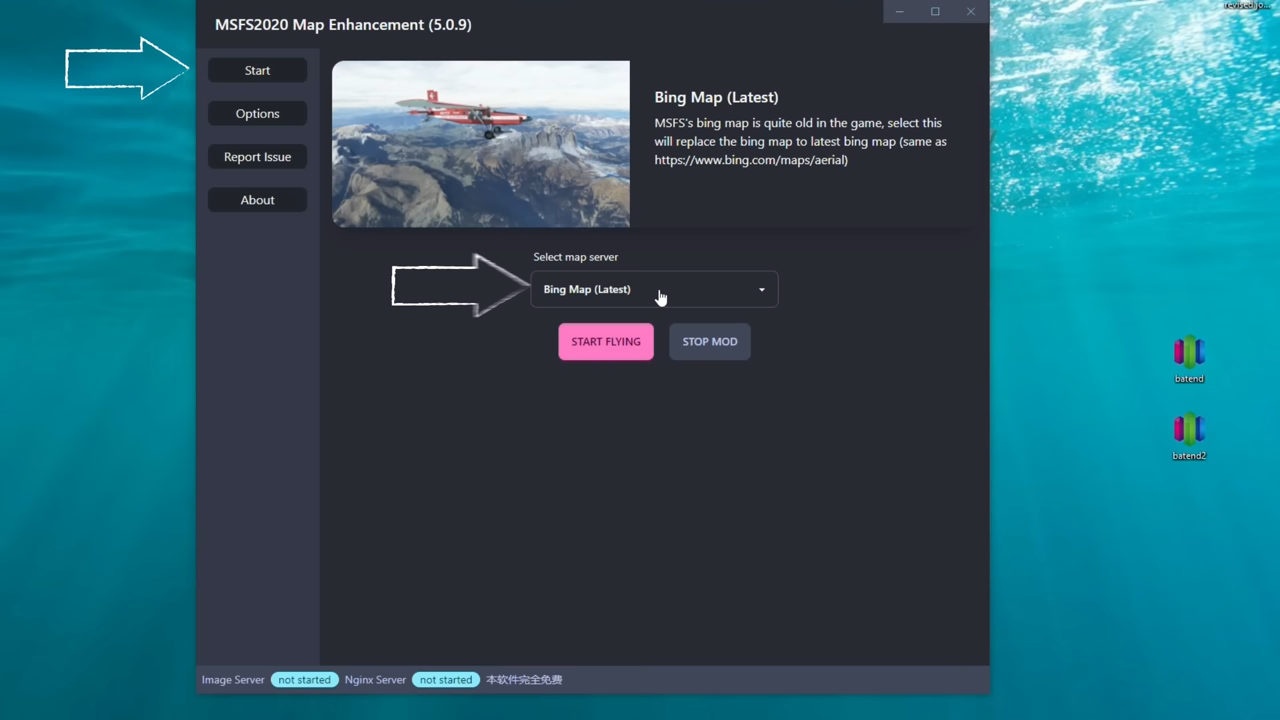 MSFS2020 Map Enhancement (5.0.9)
Start
Options
Report Issue
About
Bing Map (Latest)
MSFS's bing map is quite old in the game, select this
will replace the bing map to latest bing map (same as
https://www.bing.com/maps/aerial)
Select map server
Bing Map (Latest)
START FLYING
STOP MOD
batend
batend2
Image Server not started Nginx Server not started 本软件完全免费